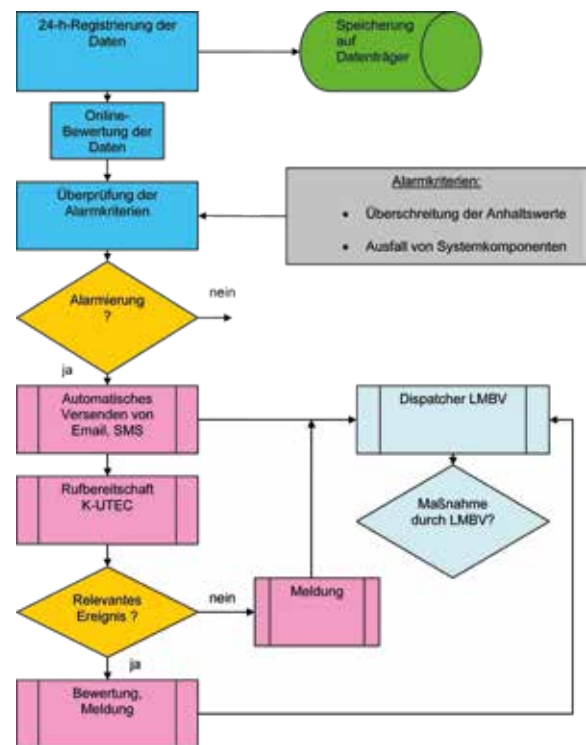 24-h-Registrierung der
Daten
Speicherung
auf
Datenträger
Online-
Bewertung der
Daten
Überprüfung der
Alarmkriterien
Alarmkriterien:
• Überschreitung der Anhaltswerte
• Ausfall von Systemkomponenten
Alarmierung
?
nein
ja
Automatisches
Versenden von
Email, SMS
Dispatcher LMBV
Rufbereitschaft
K-UTEC
Maßnahme
durch LMBV?
Relevantes
Ereignis ?
nein
Meldung
ja
Bewertung,
Meldung